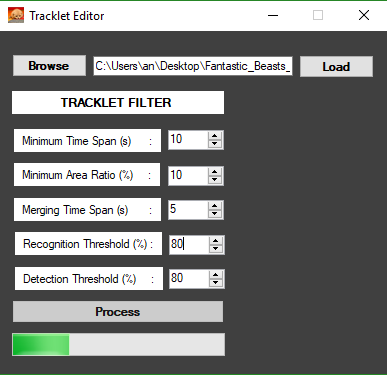 Tracklet Editor
Browse C:\Users\an\Desktop\Fantastic_Beasts_ Load
TRACKLET FILTER
Minimum Time Span (s) : 10
Minimum Area Ratio (%) : 10
Merging Time Span (s) : 5
Recognition Threshold (%) : 80
Detection Threshold (%) : 80
Process